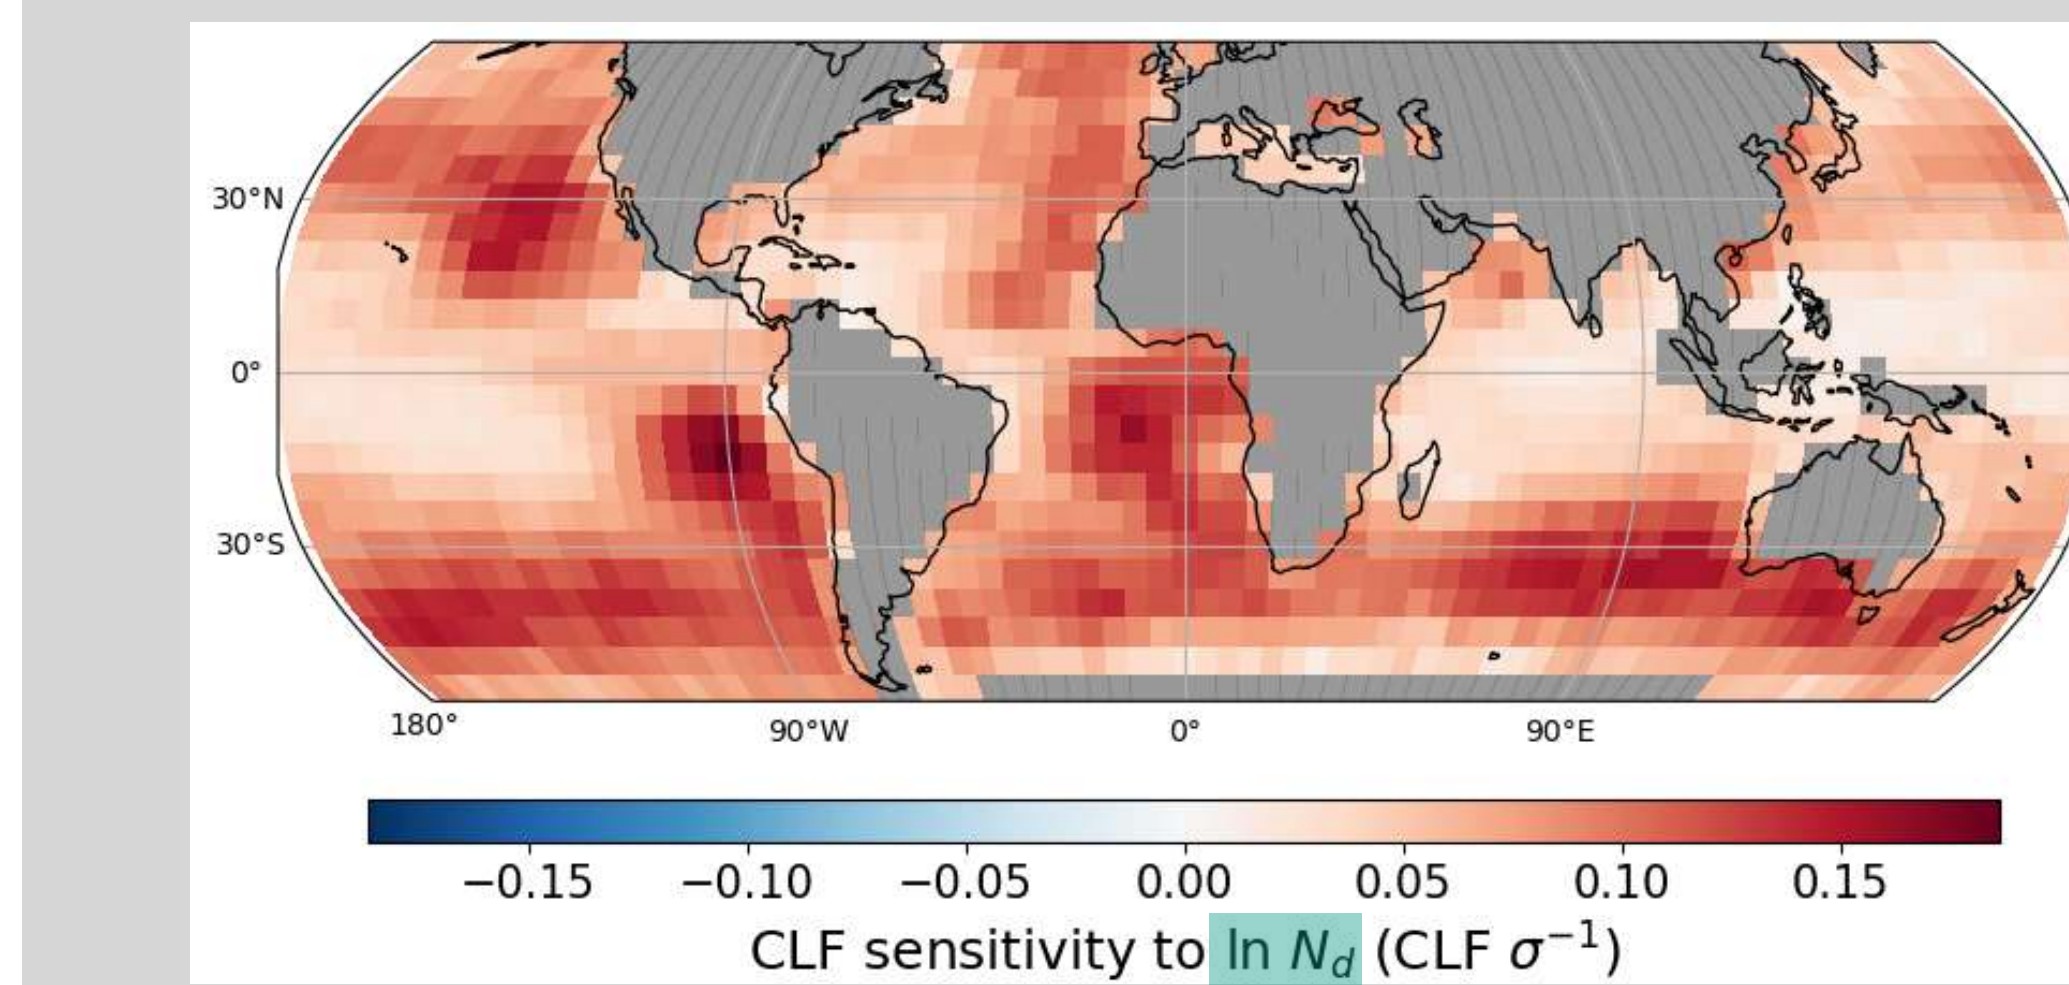 30°N
0°
30°S
180° 90°W 0° 90°E
−0.15 −0.10 −0.05 0.00 0.05 0.10 0.15
CLF sensitivity to ln N_d (CLF σ⁻¹)